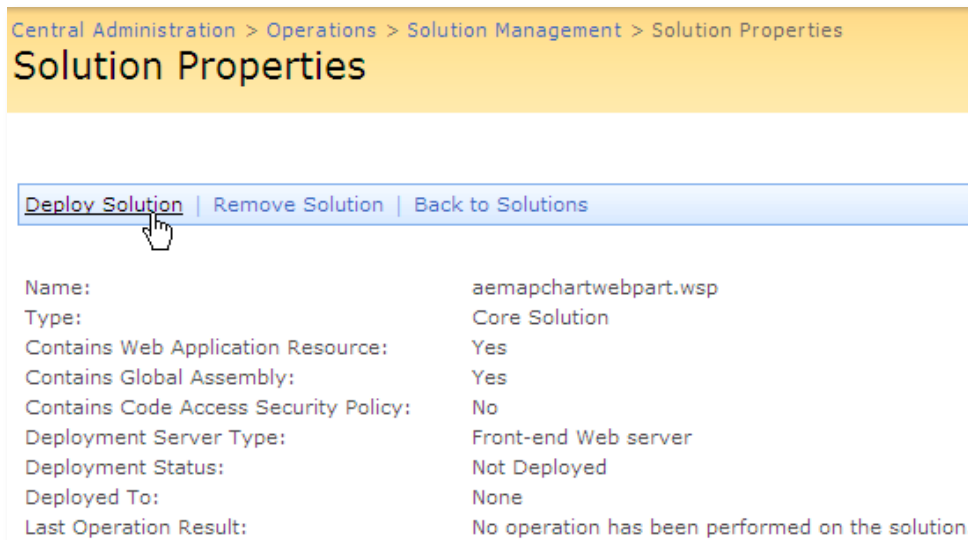 Central Administration > Operations > Solution Management > Solution Properties
Solution Properties
Deploy Solution | Remove Solution | Back to Solutions
Name: aemapchartwebpart.wsp
Type: Core Solution
Contains Web Application Resource: Yes
Contains Global Assembly: Yes
Contains Code Access Security Policy: No
Deployment Server Type: Front-end Web server
Deployment Status: Not Deployed
Deployed To: None
Last Operation Result: No operation has been performed on the solution